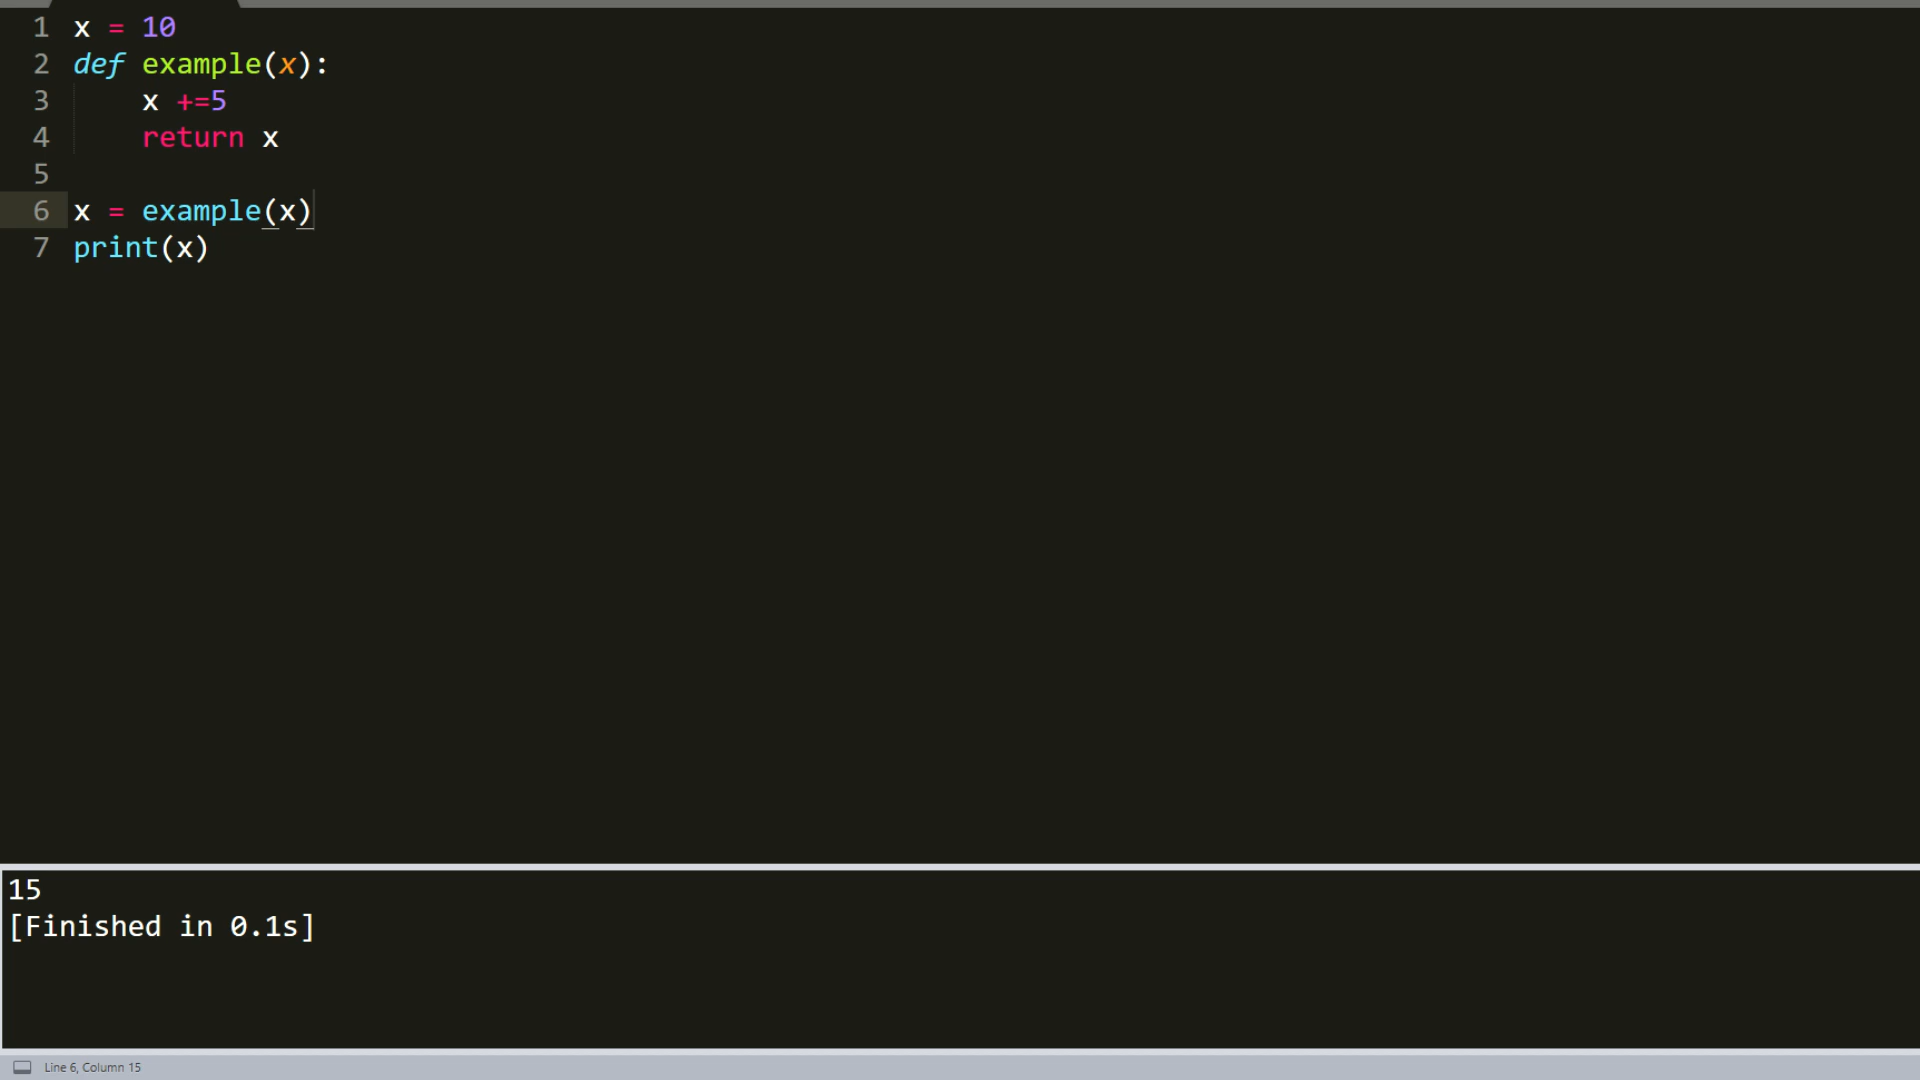 1 x = 10
2 def example(x):
3     x +=5
4     return x
5
6 x = example(x)
7 print(x)
15
[Finished in 0.1s]
Line 6, Column 15